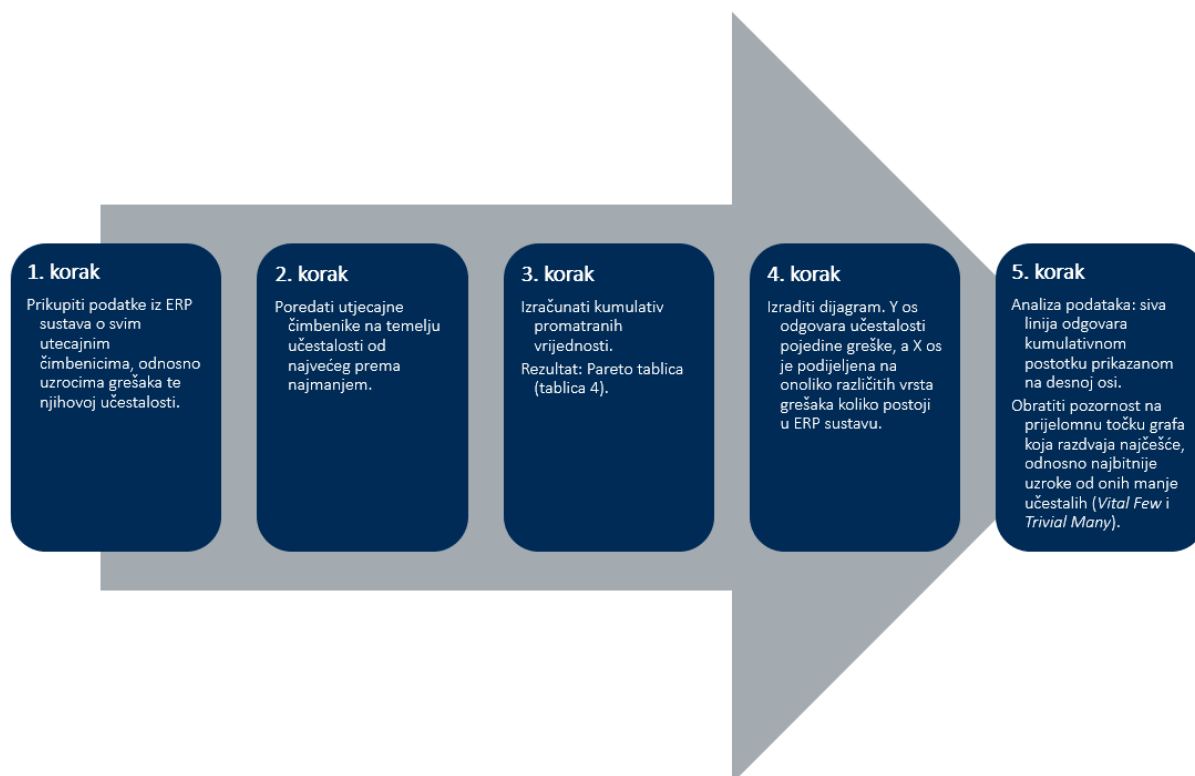 1. korak
Prikupiti podatke iz ERP
sustava o svim
utecajnim
čimbenicima, odnosno
uzrocima grešaka te
njihovoj učestalosti.
2. korak
Poredati utjecajne
čimbenike na temelju
učestalosti od
najvećeg prema
najmanjem.
3. korak
Izračunati kumulativ
promatranih
vrijednosti.
Rezultat: Pareto tablica
(tablica 4).
4. korak
Izraditi dijagram. Y os
odgovara učestalosti
pojedine greške, a X os
je podijeljena na
onoliko različitih vrsta
grešaka koliko postoji
u ERP sustavu.
5. korak
Analiza podataka: siva
linija odgovara
kumulativnom
postotku prikazanom
na desnoj osi.
Obratiti pozornost na
prijelomnu točku grafa
koja razdvaja najčešće,
odnosno najbitnije
uzroke od onih manje
učestalih (Vital Few i
Trivial Many).